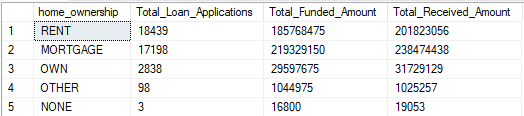 home_ownership Total_Loan_Applications Total_Funded_Amount Total_Received_Amount
1 RENT 18439 185768475 201823056
2 MORTGAGE 17198 219329150 238474438
3 OWN 2838 29597675 31729129
4 OTHER 98 1044975 1025257
5 NONE 3 16800 19053